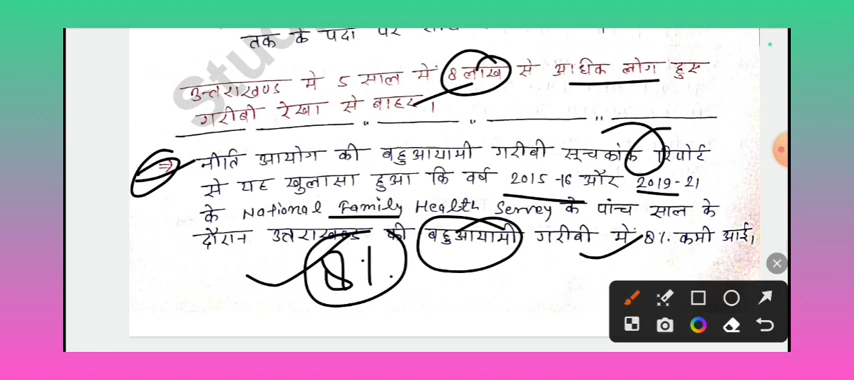 तक के पदों पर
Stu
उत्तराखण्ड मे 5 साल में 8 लाख से अधिक लोग हुए
गरीबी रेखा से बाहर।
⇒ नीति आयोग की बहुआयामी गरीबी सूचकांक रिपोर्ट
से यह खुलासा हुआ कि वर्ष 2015-16 और 2019-21
के National Family Health Servey के पांच साल के
दौरान उत्तराखण्ड की बहुआयामी गरीबी में 8% कमी आई।
8%.